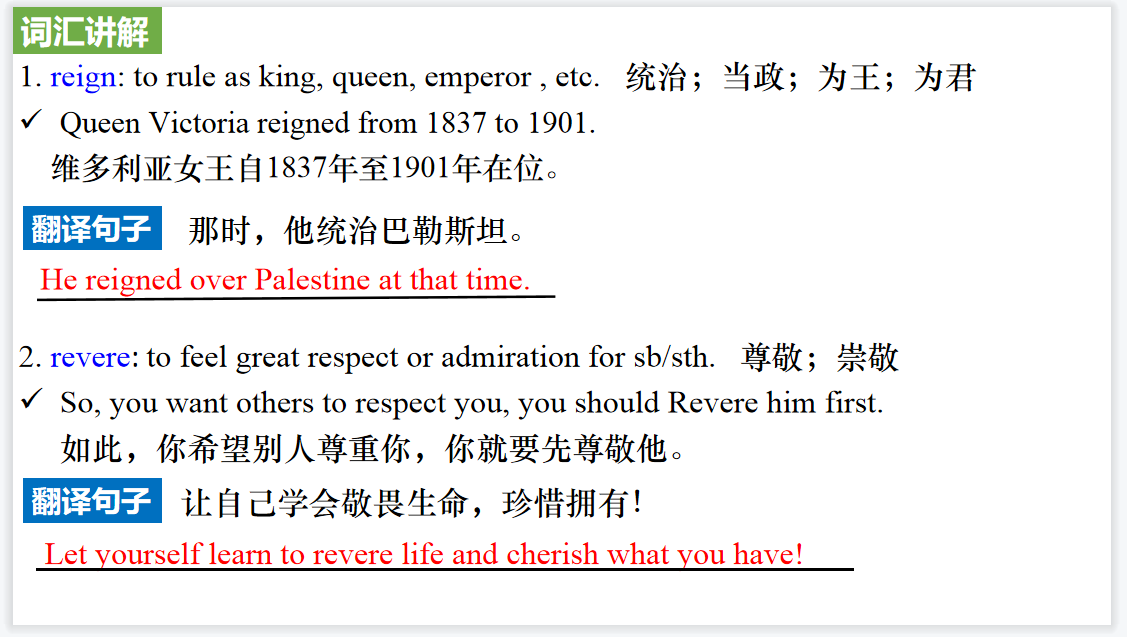 词汇讲解
1. reign: to rule as king, queen, emperor , etc. 统治；当政；为王；为君
✓ Queen Victoria reigned from 1837 to 1901.
维多利亚女王自1837年至1901年在位。
翻译句子 那时，他统治巴勒斯坦。
He reigned over Palestine at that time.
2. revere: to feel great respect or admiration for sb/sth. 尊敬；崇敬
✓ So, you want others to respect you, you should Revere him first.
如此，你希望别人尊重你，你就要先尊敬他。
翻译句子 让自己学会敬畏生命，珍惜拥有！
Let yourself learn to revere life and cherish what you have!